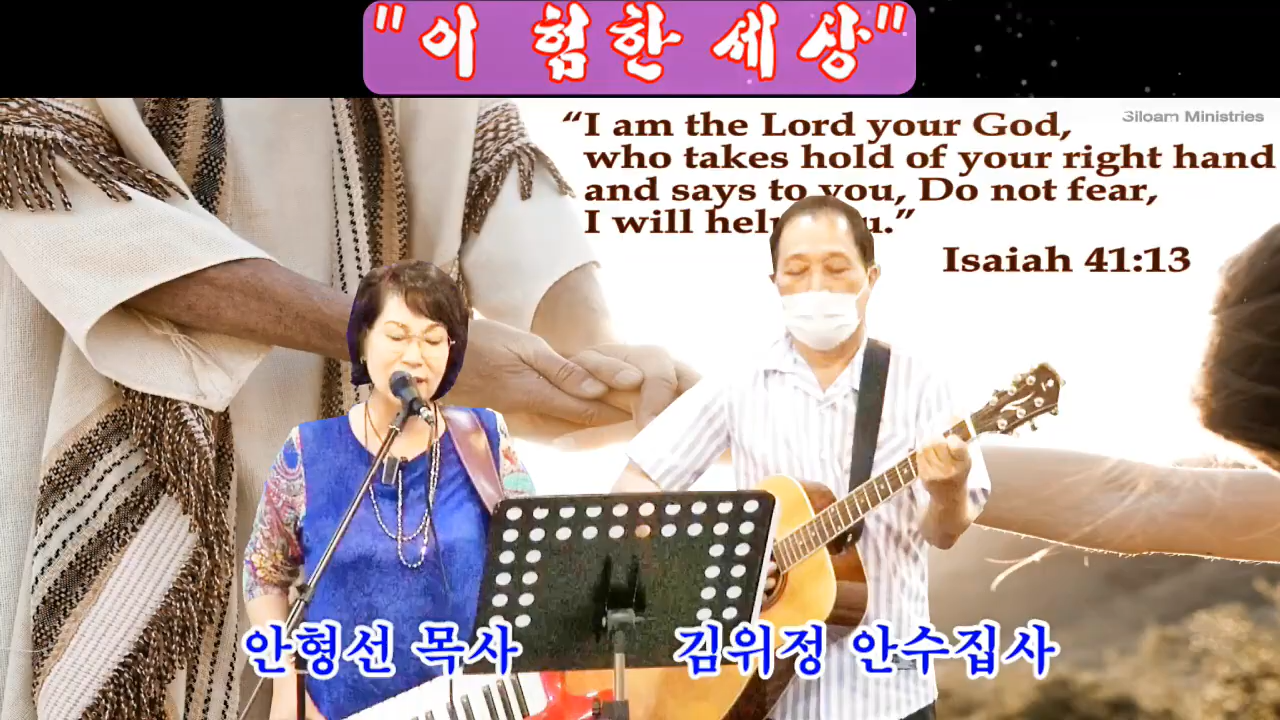 "이 험한 세상"
Siloam Ministries
“I am the Lord your God,
who takes hold of your right hand
and says to you, Do not fear,
I will help you.”
Isaiah 41:13
안형선 목사
김위정 안수집사